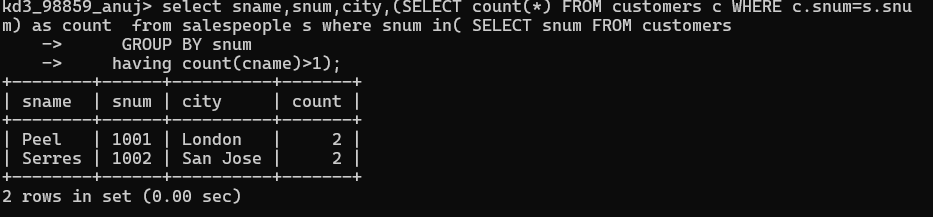 kd3_98859_anuj> select sname,snum,city,(SELECT count(*) FROM customers c WHERE c.snum=s.snu
m) as count  from salespeople s where snum in( SELECT snum FROM customers
    ->      GROUP BY snum
    ->     having count(cname)>1);
+--------+------+----------+-------+
| sname  | snum | city     | count |
+--------+------+----------+-------+
| Peel   | 1001 | London   |     2 |
| Serres | 1002 | San Jose |     2 |
+--------+------+----------+-------+
2 rows in set (0.00 sec)